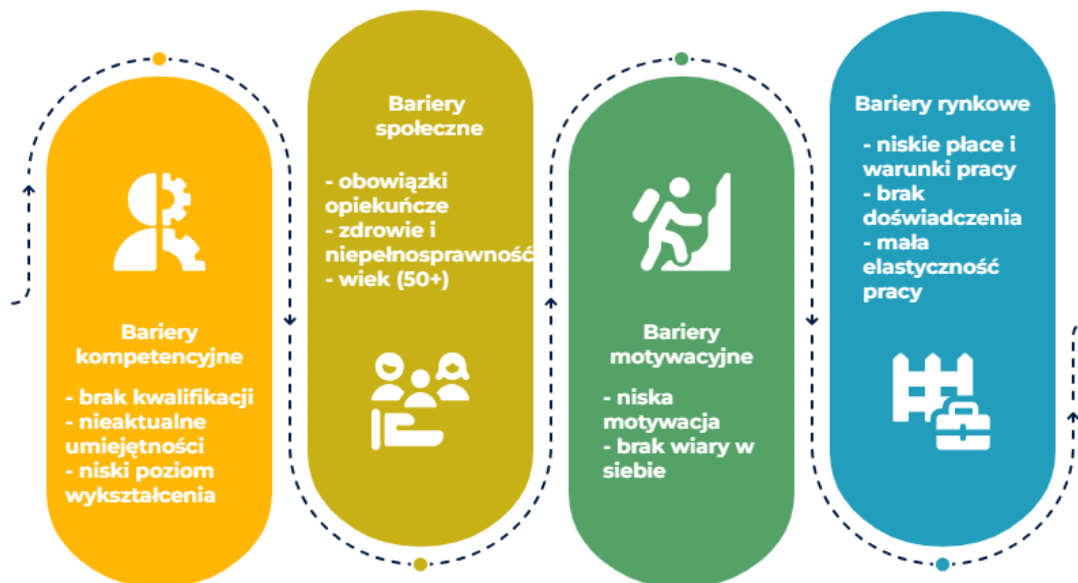 Bariery
kompetencyjne
- brak kwalifikacji
- nieaktualne
umiejętności
- niski poziom
wykształcenia
Bariery
społeczne
- obowiązki
opiekuńcze
- zdrowie i
niepełnosprawność
- wiek (50+)
Bariery
motywacyjne
- niska
motywacja
- brak wiary w
siebie
Bariery rynkowe
- niskie płace i
warunki pracy
- brak
doświadczenia
- mała
elastyczność
pracy